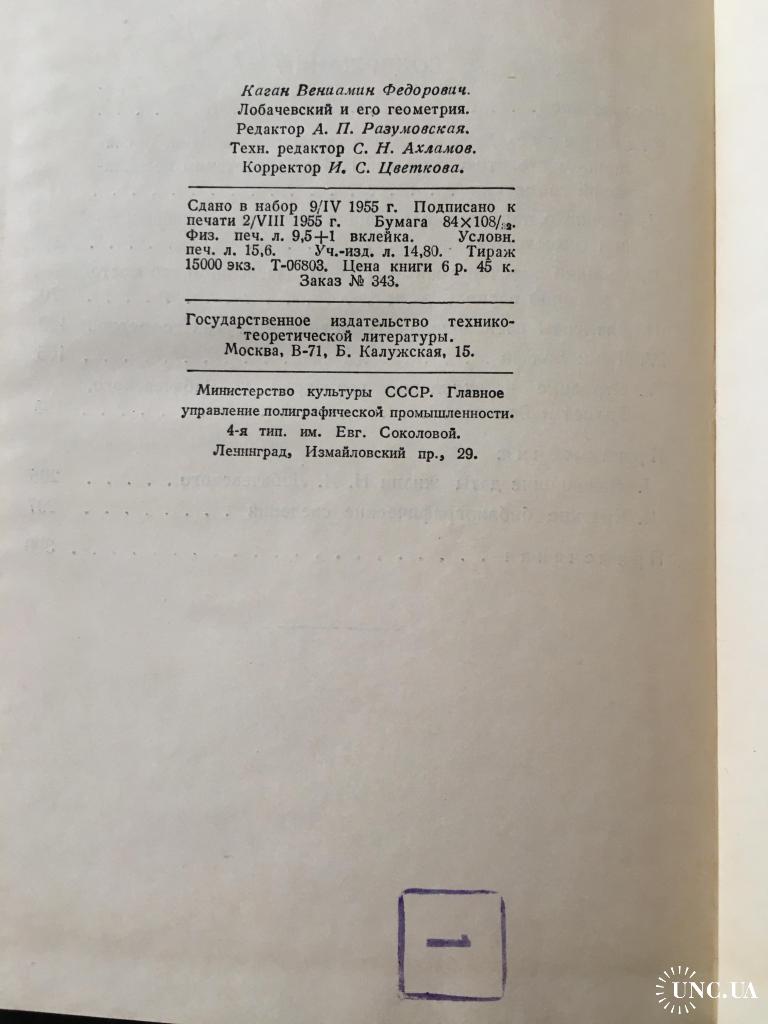 Каган Вениамин Федорович.
Лобачевский и его геометрия.
Редактор А. П. Разумовская.
Техн. редактор С. Н. Ахламов.
Корректор И. С. Цветкова.
Сдано в набор 9/IV 1955 г. Подписано к
печати 2/VIII 1955 г. Бумага 84×108/32.
Физ. печ. л. 9,5+1 вклейка. Условн.
печ. л. 15,6. Уч.-изд. л. 14,80. Тираж
15000 экз. Т-06803. Цена книги 6 р. 45 к.
Заказ № 343.
Государственное издательство технико-
теоретической литературы.
Москва, В-71, Б. Калужская, 15.
Министерство культуры СССР. Главное
управление полиграфической промышленности.
4-я тип. им. Евг. Соколовой.
Ленинград, Измайловский пр., 29.
1
UNC.UA